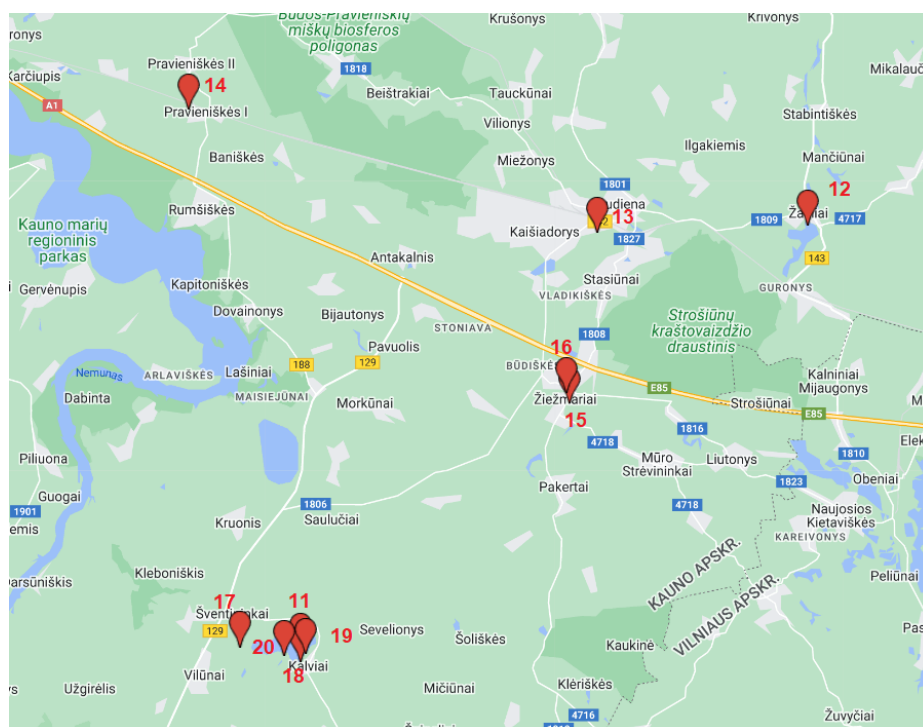 Būdos-Pravieniškių
miškų biosferos
poligonas
Krušonys
Krivonys
Pravieniškės II
Karčiupis
1818
14
Beištrakiai
Tauckūnai
4742
Mikalauč
A1
Pravieniškės I
Vilionys
Stabintiškės
Baniškės
Miežonys
Ilgakiemis
Mančiūnai
1801
12
Rumšiškės
13
1809
4717
Kauno marių
regioninis
parkas
Kaišiadorys
1827
Antakalnis
Stasiūnai
143
Gervėnupis
Kapitoniškės
VLADIKIŠKĖS
GURONYS
Dovainonys
Bijautonys
STONIAVA
1808
Strošiūnų
kraštovaizdžio
draustinis
Pavuolis
16
Nemunas
ARLAVIŠKĖS
Lašiniai
188
129
Kalniniai
Mijaugonys
Dabinta
MAISIEJŪNAI
Morkūnai
Žiežmariai
E85
Strošiūnai
E85
15
1816
Piliuona
4718
Mūro
Strėvininkai
Liutonys
1810
Elek
Guogai
Pakertai
1823
Obeniai
1901
1806
4718
Naujosios
Kietaviškės
Kruonis
Saulučiai
KAREIVONYS
Kleboniškis
KAUNO APSKR.
Peliūnai
Darsūniškis
VILNIAUS APSKR.
17
11
129
20
19
Sevelionys
Šoliškės
Kaukinė
Vilūnai
18
Kalviai
Užgirėlis
Mičiūnai
Klėriškės
4716
Žuvyčiai